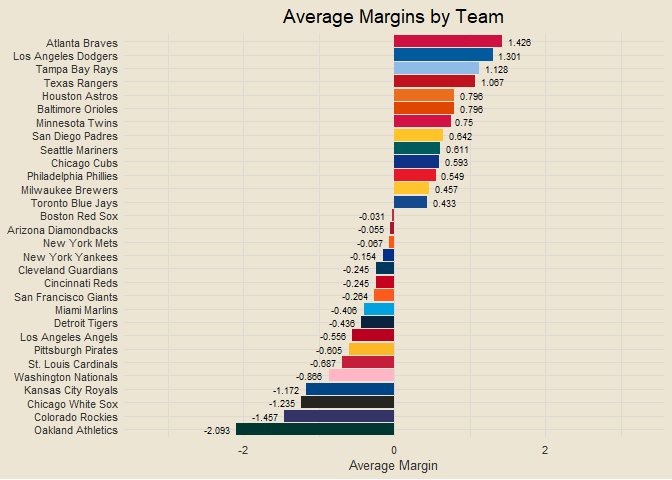 Average Margins by Team
Atlanta Braves 1.426
Los Angeles Dodgers 1.301
Tampa Bay Rays 1.128
Texas Rangers 1.067
Houston Astros 0.796
Baltimore Orioles 0.796
Minnesota Twins 0.75
San Diego Padres 0.642
Seattle Mariners 0.611
Chicago Cubs 0.593
Philadelphia Phillies 0.549
Milwaukee Brewers 0.457
Toronto Blue Jays 0.433
Boston Red Sox -0.031
Arizona Diamondbacks -0.055
New York Mets -0.067
New York Yankees -0.154
Cleveland Guardians -0.245
Cincinnati Reds -0.245
San Francisco Giants -0.264
Miami Marlins -0.406
Detroit Tigers -0.436
Los Angeles Angels -0.556
Pittsburgh Pirates -0.605
St. Louis Cardinals -0.687
Washington Nationals -0.866
Kansas City Royals -1.172
Chicago White Sox -1.235
Colorado Rockies -1.457
Oakland Athletics -2.093
-2 0 2
Average Margin